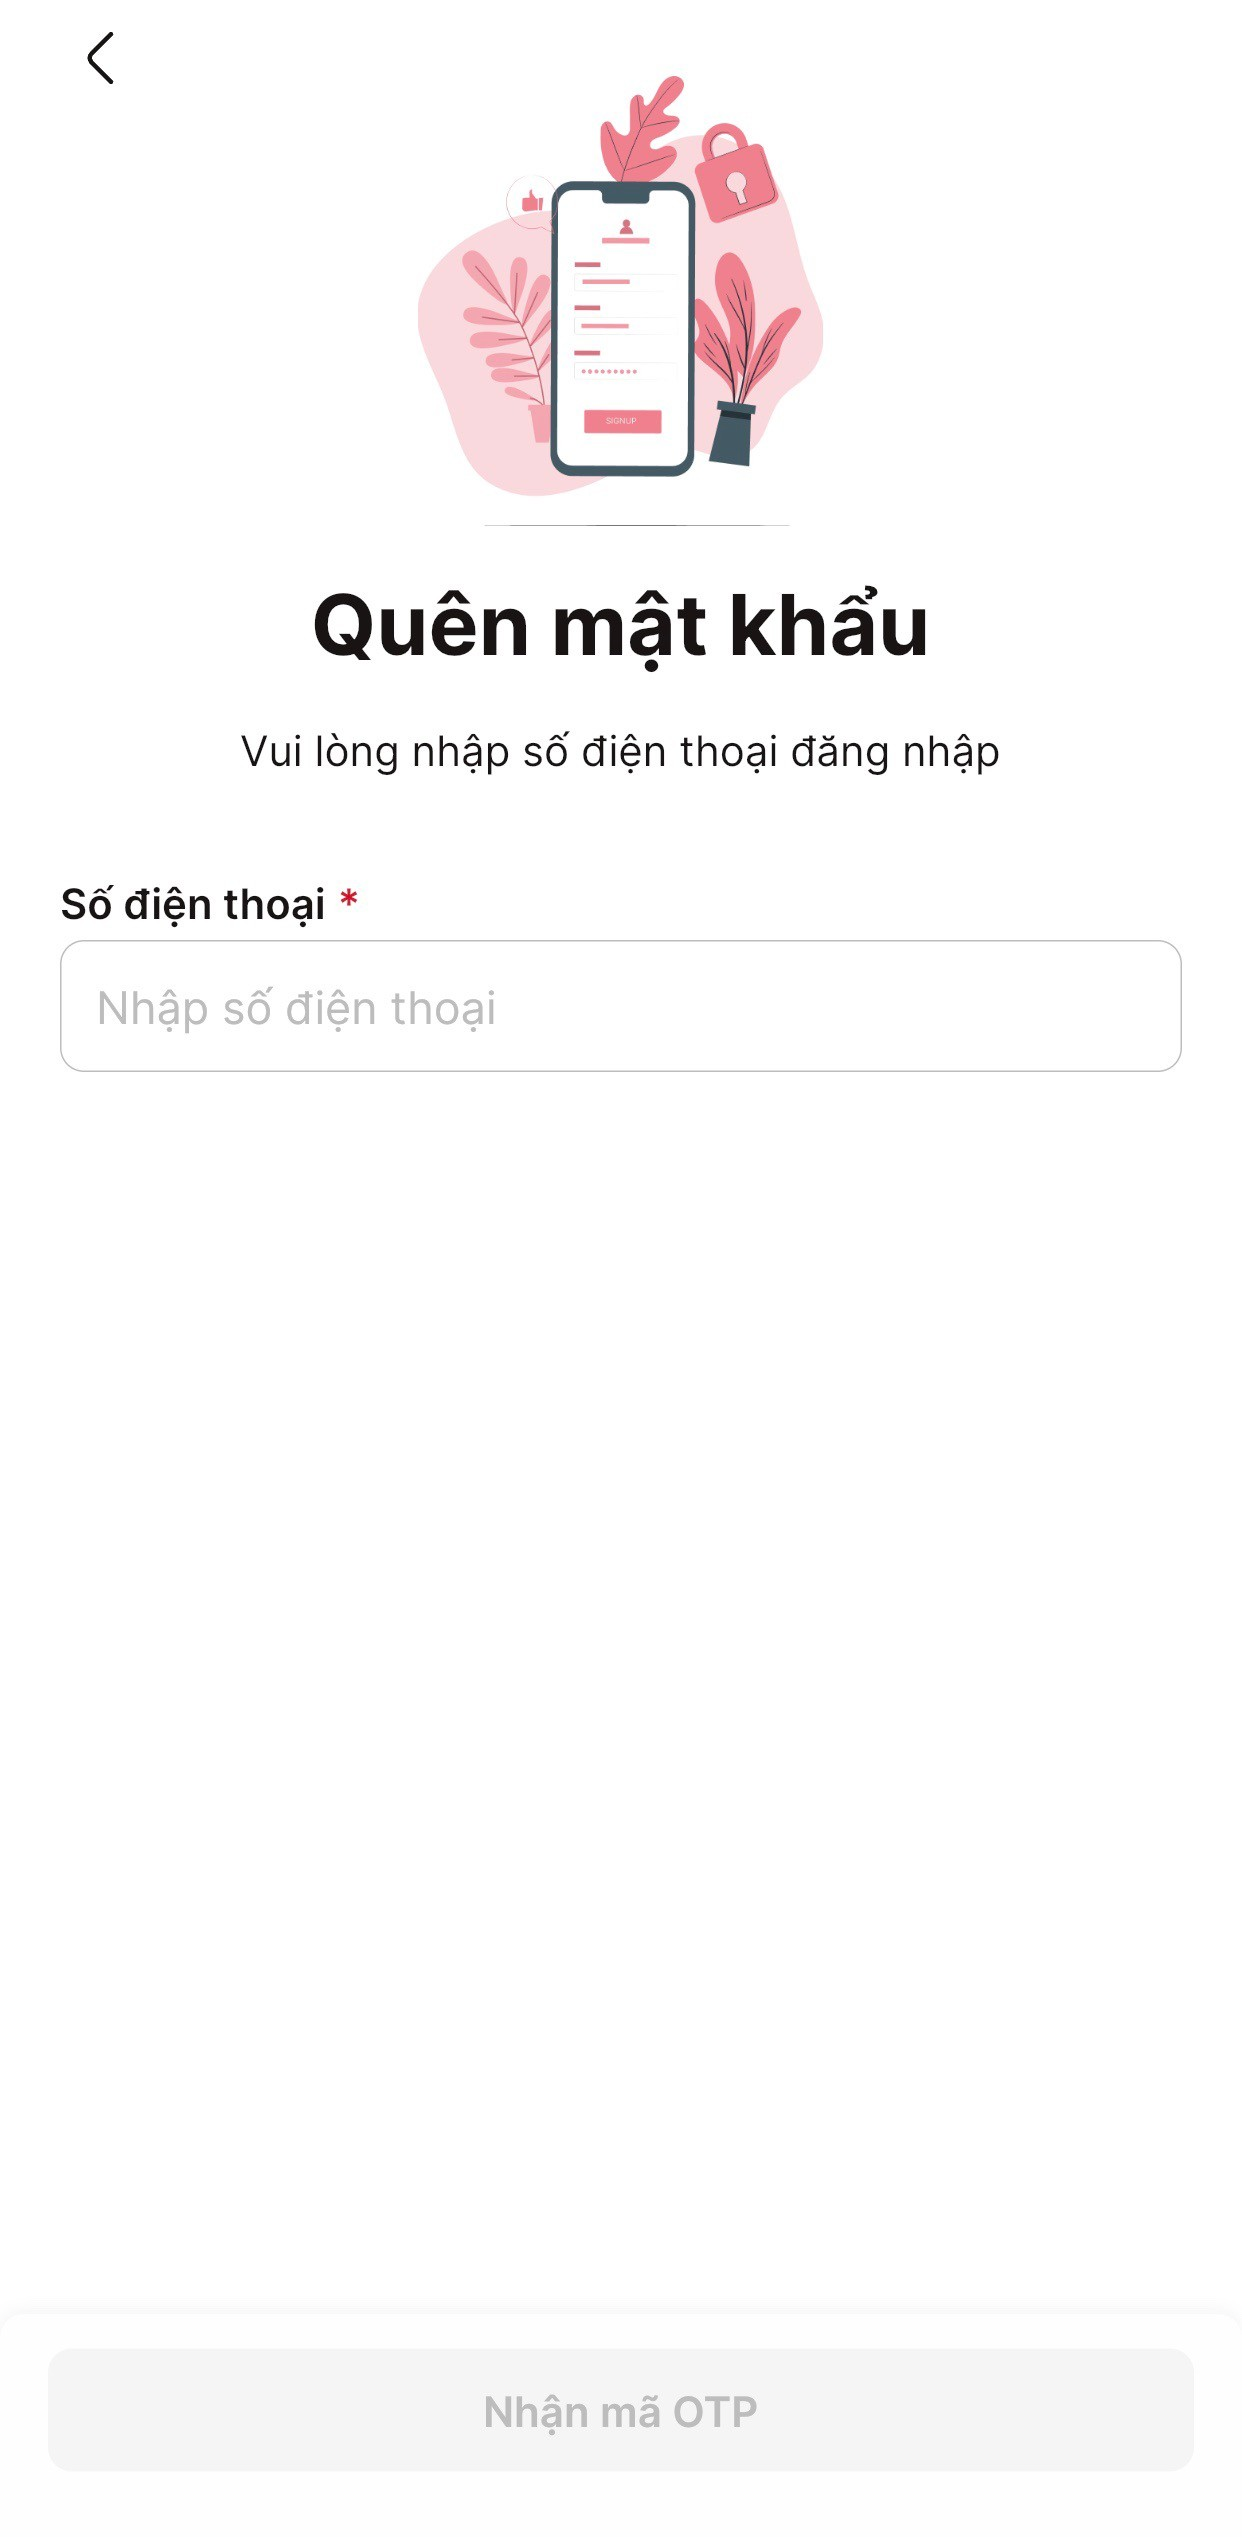 SIGNUP
Quên mật khẩu
Vui lòng nhập số điện thoại đăng nhập
Số điện thoại *
Nhập số điện thoại
Nhận mã OTP